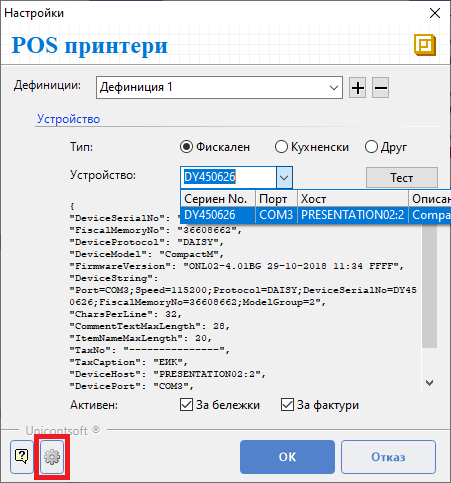 Настройки
POS принтери
Дефиниции: Дефиниция 1
Устройство
Тип: Фискален Кухненски Друг
Устройство: DY450626 Тест
Сериен No. Порт Хост Описан
DY450626 COM3 PRESENTATION02:2 Compa
{
"DeviceSerialNo": "
"FiscalMemoryNo": "36608662",
"DeviceProtocol": "DAISY",
"DeviceModel": "CompactM",
"FirmwareVersion": "ONL02-4.01BG 29-10-2018 11:34 FFFF",
"DeviceString":
"Port=COM3;Speed=115200;Protocol=DAISY;DeviceSerialNo=DY45
0626;FiscalMemoryNo=36608662;ModelGroup=2",
"CharsPerLine": 32,
"CommentTextMaxLength": 28,
"ItemNameMaxLength": 20,
"TaxNo": "---------------",
"TaxCaption": "ЕИК",
"DeviceHost": "PRESENTATION02:2",
"DevicePort": "COM3",
Активен: За бележки За фактури
Unicontsoft ®
OK Отказ